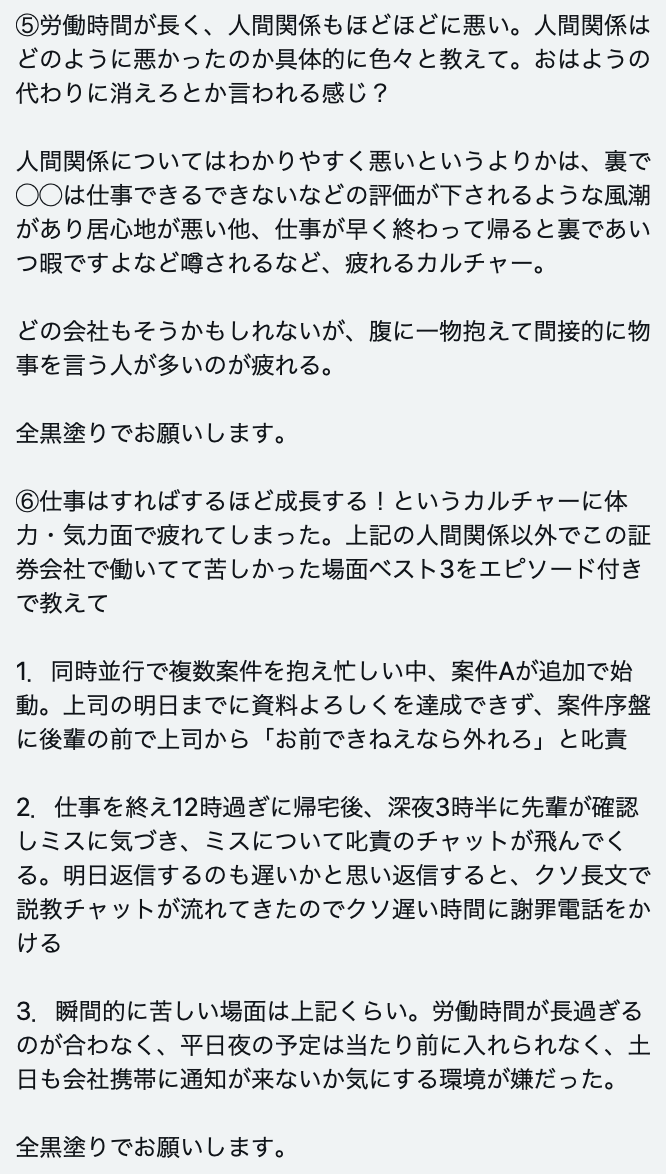 ⑤労働時間が長く、人間関係もほどほどに悪い。人間関係は
どのように悪かったのか具体的に色々と教えて。おはようの
代わりに消えろとか言われる感じ？
人間関係についてはわかりやすく悪いというよりかは、裏で
◯◯は仕事できるできないなどの評価が下されるような風潮
があり居心地が悪い他、仕事が早く終わって帰ると裏であい
つ暇ですよなど噂されるなど、疲れるカルチャー。
どの会社もそうかもしれないが、腹に一物抱えて間接的に物
事を言う人が多いのが疲れる。
全黒塗りでお願いします。
⑥仕事はすればするほど成長する！というカルチャーに体
力・気力面で疲れてしまった。上記の人間関係以外でこの証
券会社で働いてて苦しかった場面ベスト3をエピソード付き
で教えて
1．同時並行で複数案件を抱え忙しい中、案件Aが追加で始
動。上司の明日までに資料よろしくを達成できず、案件序盤
に後輩の前で上司から「お前できねえなら外れろ」と叱責
2．仕事を終え12時過ぎに帰宅後、深夜3時半に先輩が確認
しミスに気づき、ミスについて叱責のチャットが飛んでく
る。明日返信するのも遅いかと思い返信すると、クソ長文で
説教チャットが流れてきたのでクソ遅い時間に謝罪電話をか
ける
3．瞬間的に苦しい場面は上記くらい。労働時間が長過ぎる
のが合わなく、平日夜の予定は当たり前に入れられなく、土
日も会社携帯に通知が来ないか気にする環境が嫌だった。
全黒塗りでお願いします。